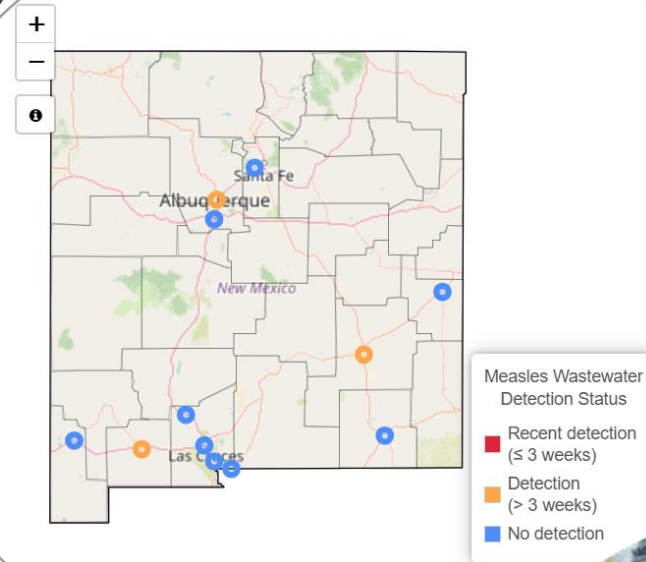 +
−
i
Santa Fe
Albuquerque
New Mexico
Las Cruces
Measles Wastewater
Detection Status
Recent detection
(≤ 3 weeks)
Detection
(> 3 weeks)
No detection